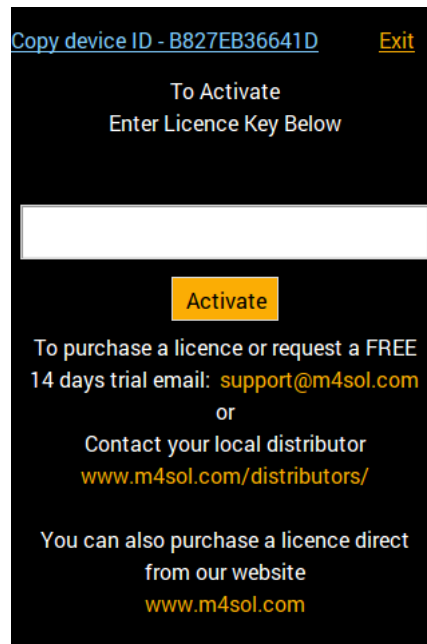 Copy device ID - B827EB36641D Exit
To Activate
Enter Licence Key Below
Activate
To purchase a licence or request a FREE
14 days trial email: support@m4sol.com
or
Contact your local distributor
www.m4sol.com/distributors/
You can also purchase a licence direct
from our website
www.m4sol.com